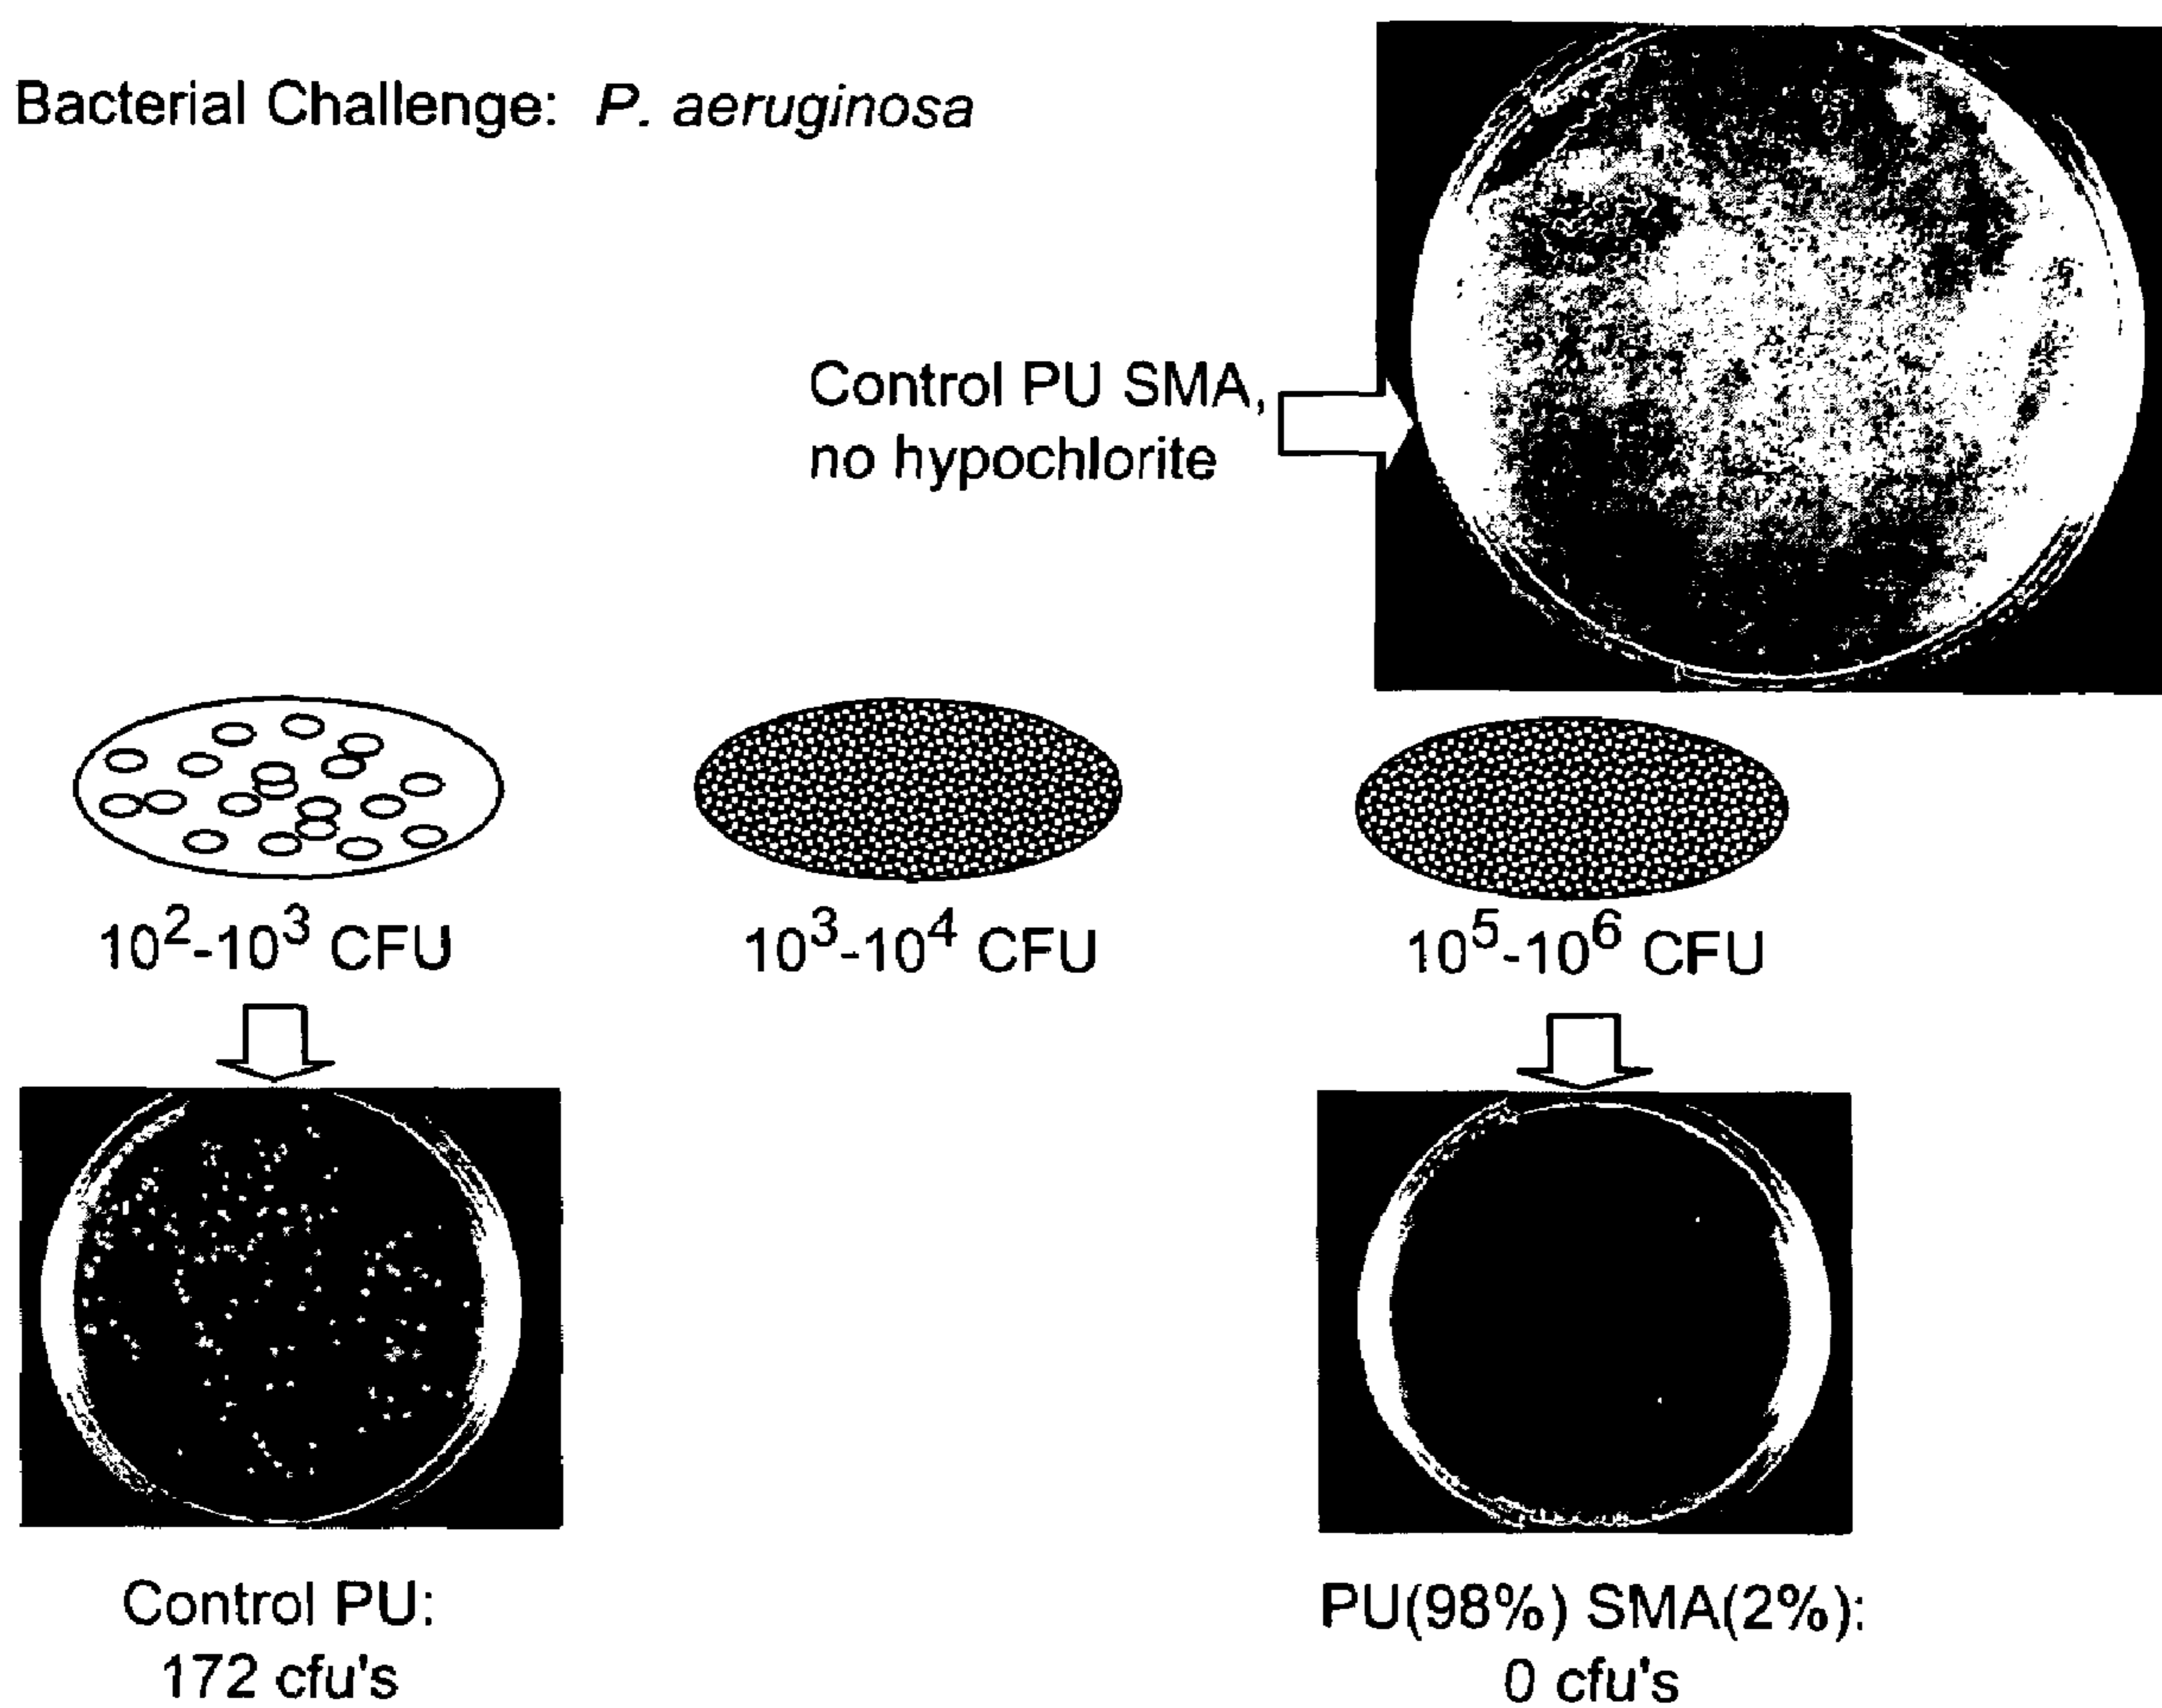 Bacterial Challenge: P. aeruginosa
Control PU SMA,
no hypochlorite
10²-10³ CFU
10³-10⁴ CFU
10⁵-10⁶ CFU
Control PU:
172 cfu's
PU(98%) SMA(2%):
0 cfu's